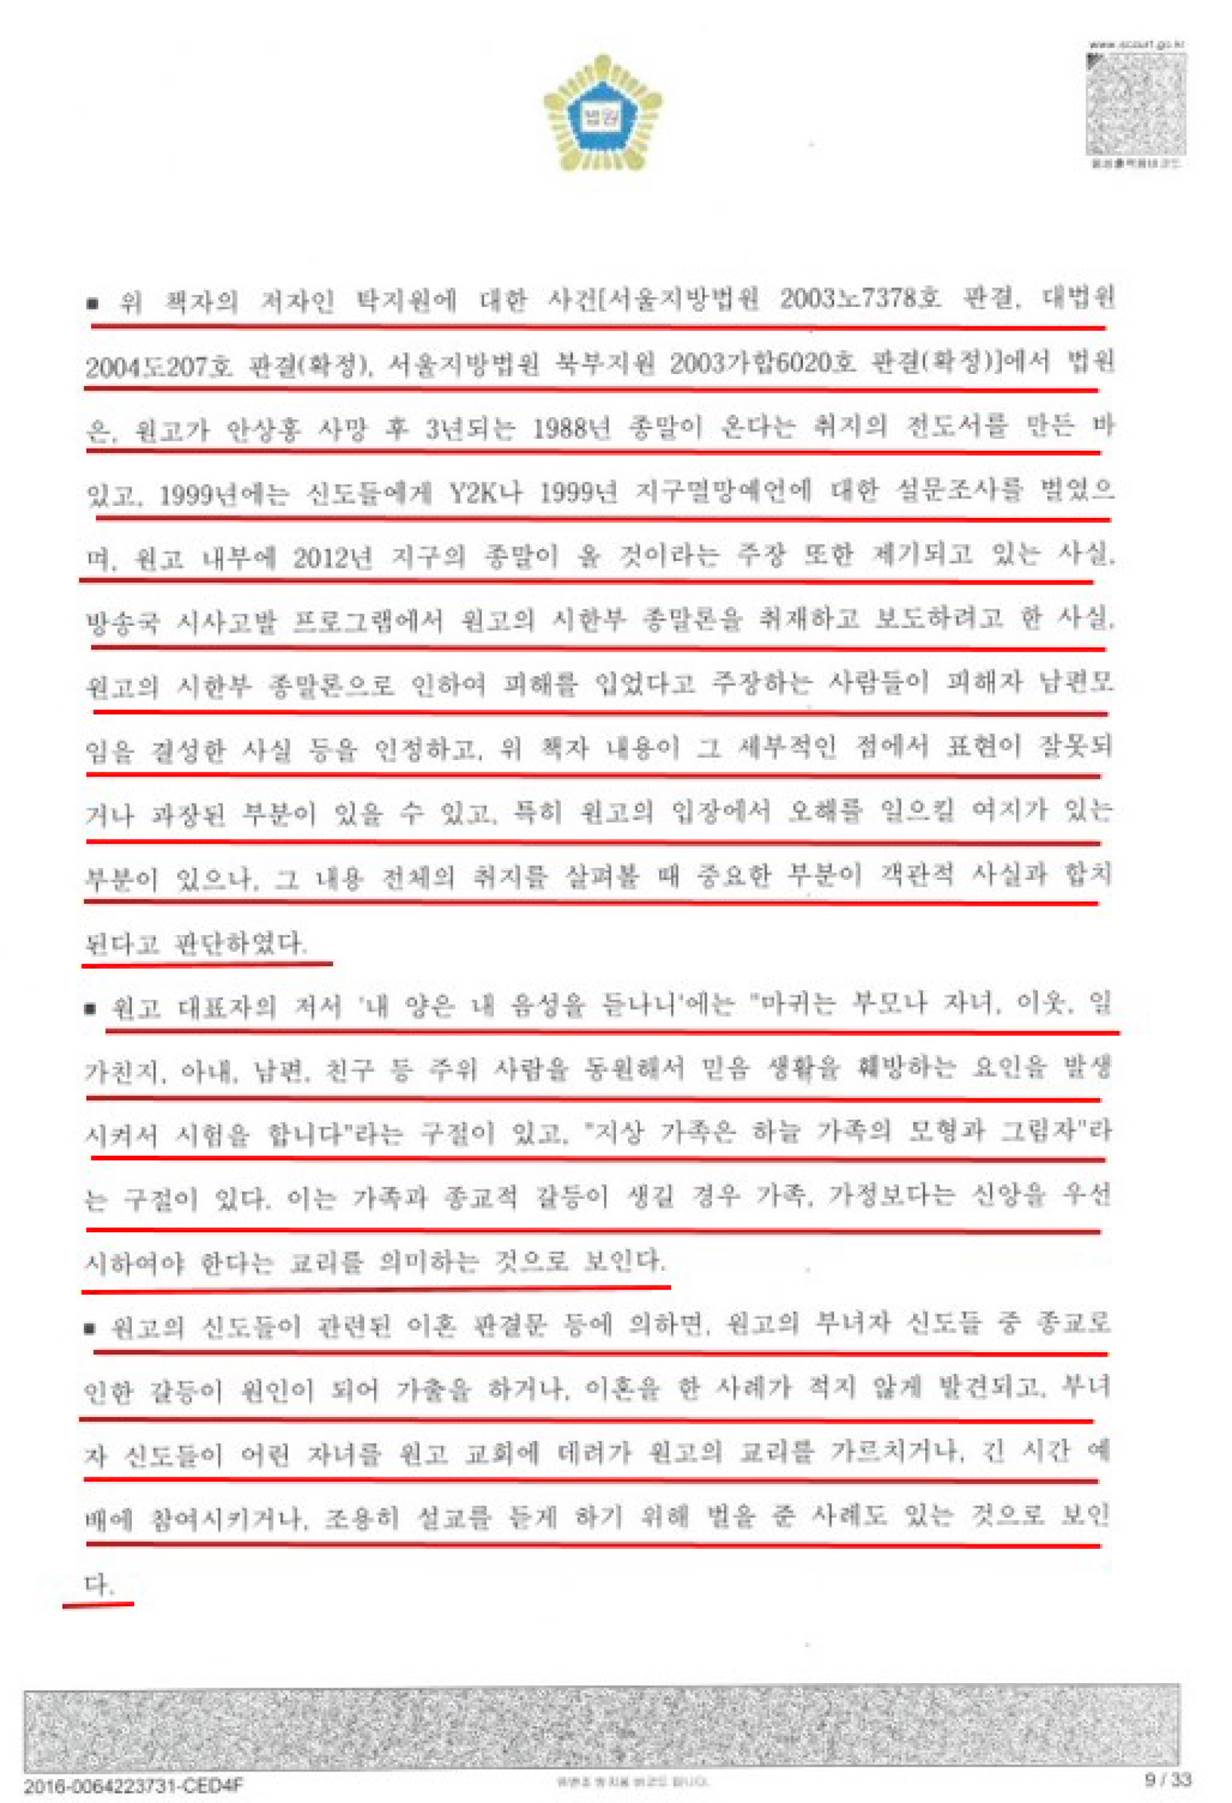 www.scourt.go.kr
법원
■ 위 책자의 저자인 탁지원에 대한 사건[서울지방법원 2003노7378호 판결, 대법원
2004도207호 판결(확정), 서울지방법원 북부지원 2003가합6020호 판결(확정)]에서 법원
은, 원고가 안상홍 사망 후 3년되는 1988년 종말이 온다는 취지의 전도서를 만든 바
있고, 1999년에는 신도들에게 Y2K나 1999년 지구멸망예언에 대한 설문조사를 벌였으
며, 원고 내부에 2012년 지구의 종말이 올 것이라는 주장 또한 제기되고 있는 사실,
방송국 시사고발 프로그램에서 원고의 시한부 종말론을 취재하고 보도하려고 한 사실,
원고의 시한부 종말론으로 인하여 피해를 입었다고 주장하는 사람들이 피해자 남편모
임을 결성한 사실 등을 인정하고, 위 책자 내용이 그 세부적인 점에서 표현이 잘못되
거나 과장된 부분이 있을 수 있고, 특히 원고의 입장에서 오해를 일으킬 여지가 있는
부분이 있으나, 그 내용 전체의 취지를 살펴볼 때 중요한 부분이 객관적 사실과 합치
된다고 판단하였다.
■ 원고 대표자의 저서 '내 양은 내 음성을 듣나니'에는 "마귀는 부모나 자녀, 이웃, 일
가친지, 아내, 남편, 친구 등 주위 사람을 동원해서 믿음 생활을 훼방하는 요인을 발생
시켜서 시험을 합니다"라는 구절이 있고, "지상 가족은 하늘 가족의 모형과 그림자"라
는 구절이 있다. 이는 가족과 종교적 갈등이 생길 경우 가족, 가정보다는 신앙을 우선
시하여야 한다는 교리를 의미하는 것으로 보인다.
■ 원고의 신도들이 관련된 이혼 판결문 등에 의하면, 원고의 부녀자 신도들 중 종교로
인한 갈등이 원인이 되어 가출을 하거나, 이혼을 한 사례가 적지 않게 발견되고, 부녀
자 신도들이 어린 자녀를 원고 교회에 데려가 원고의 교리를 가르치거나, 긴 시간 예
배에 참여시키거나, 조용히 설교를 듣게 하기 위해 벌을 준 사례도 있는 것으로 보인
다.
2016-0064223731-CED4F
9 / 33